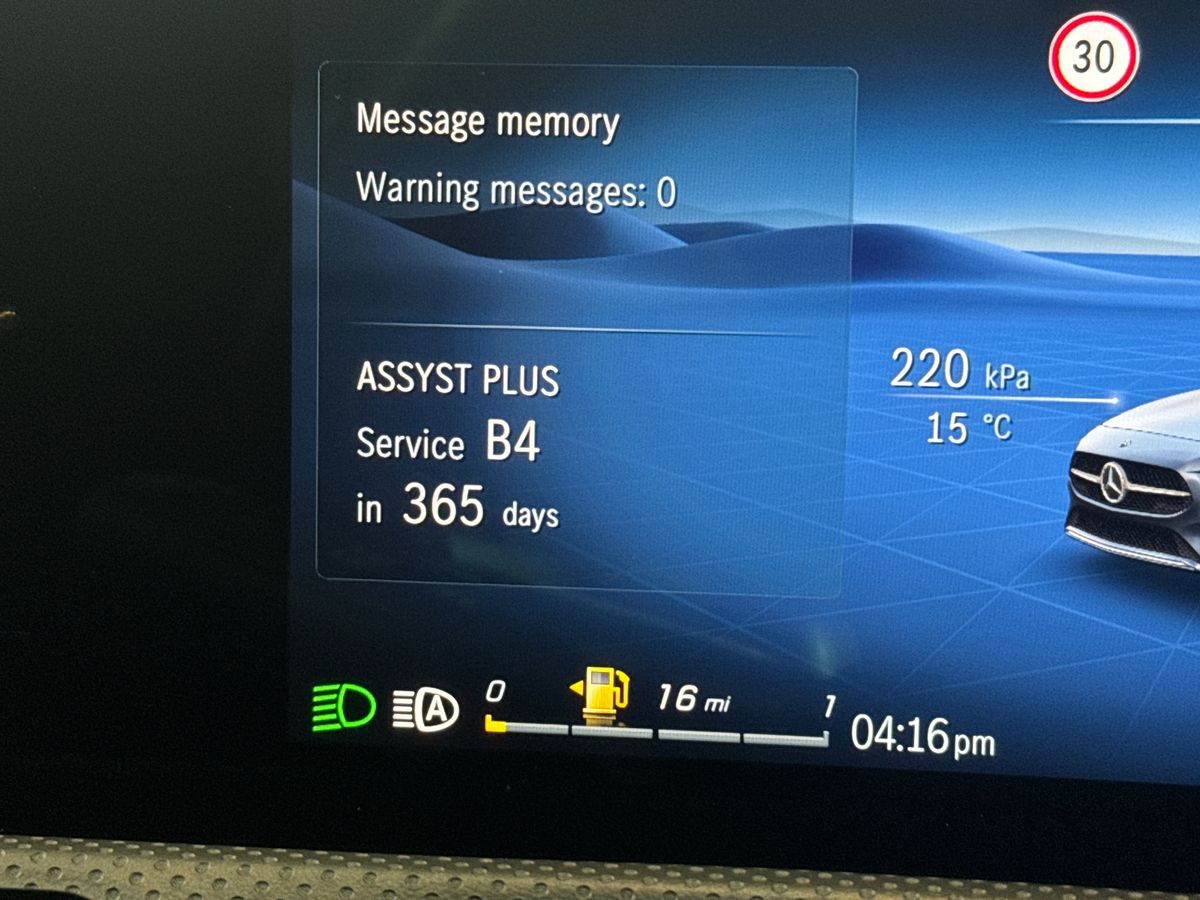 30
Message memory
Warning messages: 0
ASSYST PLUS
Service B4
in 365 days
220 kPa
15 °C
A
0 16 mi 1
04:16pm